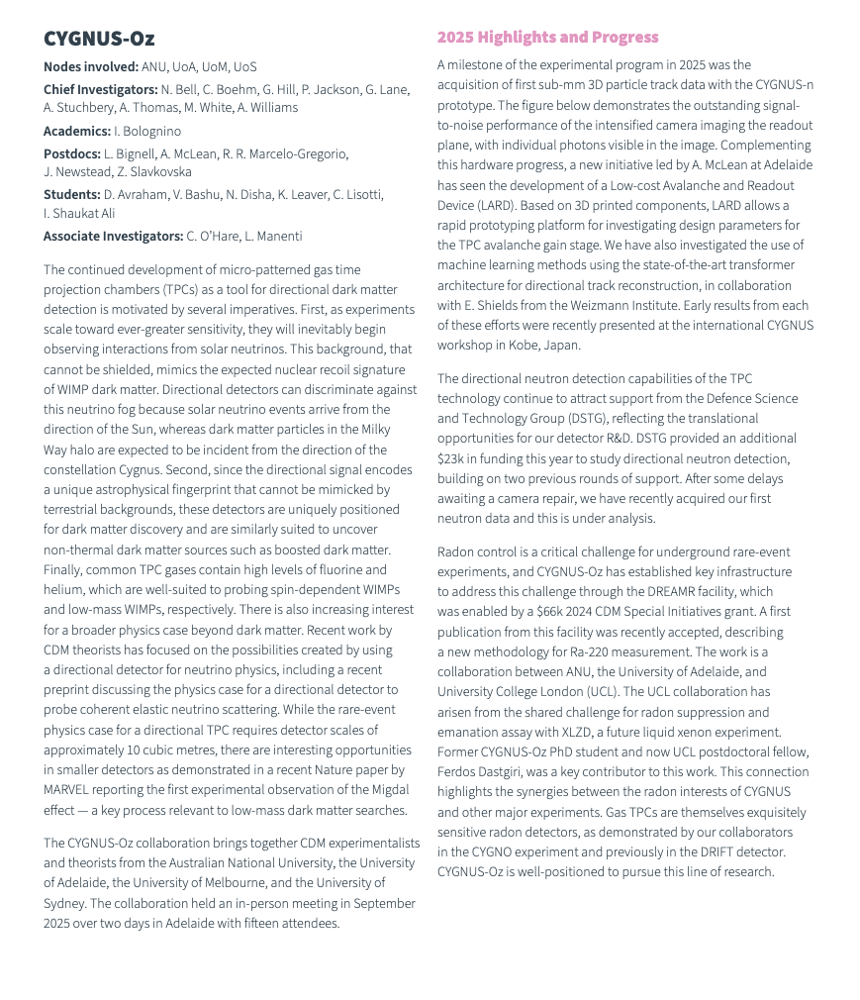 CYGNUS-Oz
Nodes involved: ANU, UoA, UoM, UoS
Chief Investigators: N. Bell, C. Boehm, G. Hill, P. Jackson, G. Lane,
A. Stuchbery, A. Thomas, M. White, A. Williams
Academics: I. Bolognino
Postdocs: L. Bignell, A. McLean, R. R. Marcelo-Gregorio,
J. Newstead, Z. Slavkovska
Students: D. Avraham, V. Bashu, N. Disha, K. Leaver, C. Lisotti,
I. Shaukat Ali
Associate Investigators: C. O’Hare, L. Manenti
The continued development of micro-patterned gas time
projection chambers (TPCs) as a tool for directional dark matter
detection is motivated by several imperatives. First, as experiments
scale toward ever-greater sensitivity, they will inevitably begin
observing interactions from solar neutrinos. This background, that
cannot be shielded, mimics the expected nuclear recoil signature
of WIMP dark matter. Directional detectors can discriminate against
this neutrino fog because solar neutrino events arrive from the
direction of the Sun, whereas dark matter particles in the Milky
Way halo are expected to be incident from the direction of the
constellation Cygnus. Second, since the directional signal encodes
a unique astrophysical fingerprint that cannot be mimicked by
terrestrial backgrounds, these detectors are uniquely positioned
for dark matter discovery and are similarly suited to uncover
non-thermal dark matter sources such as boosted dark matter.
Finally, common TPC gases contain high levels of fluorine and
helium, which are well-suited to probing spin-dependent WIMPs
and low-mass WIMPs, respectively. There is also increasing interest
for a broader physics case beyond dark matter. Recent work by
CDM theorists has focused on the possibilities created by using
a directional detector for neutrino physics, including a recent
preprint discussing the physics case for a directional detector to
probe coherent elastic neutrino scattering. While the rare-event
physics case for a directional TPC requires detector scales of
approximately 10 cubic metres, there are interesting opportunities
in smaller detectors as demonstrated in a recent Nature paper by
MARVEL reporting the first experimental observation of the Migdal
effect — a key process relevant to low-mass dark matter searches.
The CYGNUS-Oz collaboration brings together CDM experimentalists
and theorists from the Australian National University, the University
of Adelaide, the University of Melbourne, and the University of
Sydney. The collaboration held an in-person meeting in September
2025 over two days in Adelaide with fifteen attendees.
2025 Highlights and Progress
A milestone of the experimental program in 2025 was the
acquisition of first sub-mm 3D particle track data with the CYGNUS-n
prototype. The figure below demonstrates the outstanding signal-
to-noise performance of the intensified camera imaging the readout
plane, with individual photons visible in the image. Complementing
this hardware progress, a new initiative led by A. McLean at Adelaide
has seen the development of a Low-cost Avalanche and Readout
Device (LARD). Based on 3D printed components, LARD allows a
rapid prototyping platform for investigating design parameters for
the TPC avalanche gain stage. We have also investigated the use of
machine learning methods using the state-of-the-art transformer
architecture for directional track reconstruction, in collaboration
with E. Shields from the Weizmann Institute. Early results from each
of these efforts were recently presented at the international CYGNUS
workshop in Kobe, Japan.
The directional neutron detection capabilities of the TPC
technology continue to attract support from the Defence Science
and Technology Group (DSTG), reflecting the translational
opportunities for our detector R&D. DSTG provided an additional
$23k in funding this year to study directional neutron detection,
building on two previous rounds of support. After some delays
awaiting a camera repair, we have recently acquired our first
neutron data and this is under analysis.
Radon control is a critical challenge for underground rare-event
experiments, and CYGNUS-Oz has established key infrastructure
to address this challenge through the DREAMR facility, which
was enabled by a $66k 2024 CDM Special Initiatives grant. A first
publication from this facility was recently accepted, describing
a new methodology for Ra-220 measurement. The work is a
collaboration between ANU, the University of Adelaide, and
University College London (UCL). The UCL collaboration has
arisen from the shared challenge for radon suppression and
emanation assay with XLZD, a future liquid xenon experiment.
Former CYGNUS-Oz PhD student and now UCL postdoctoral fellow,
Ferdos Dastgiri, was a key contributor to this work. This connection
highlights the synergies between the radon interests of CYGNUS
and other major experiments. Gas TPCs are themselves exquisitely
sensitive radon detectors, as demonstrated by our collaborators
in the CYGNO experiment and previously in the DRIFT detector.
CYGNUS-Oz is well-positioned to pursue this line of research.